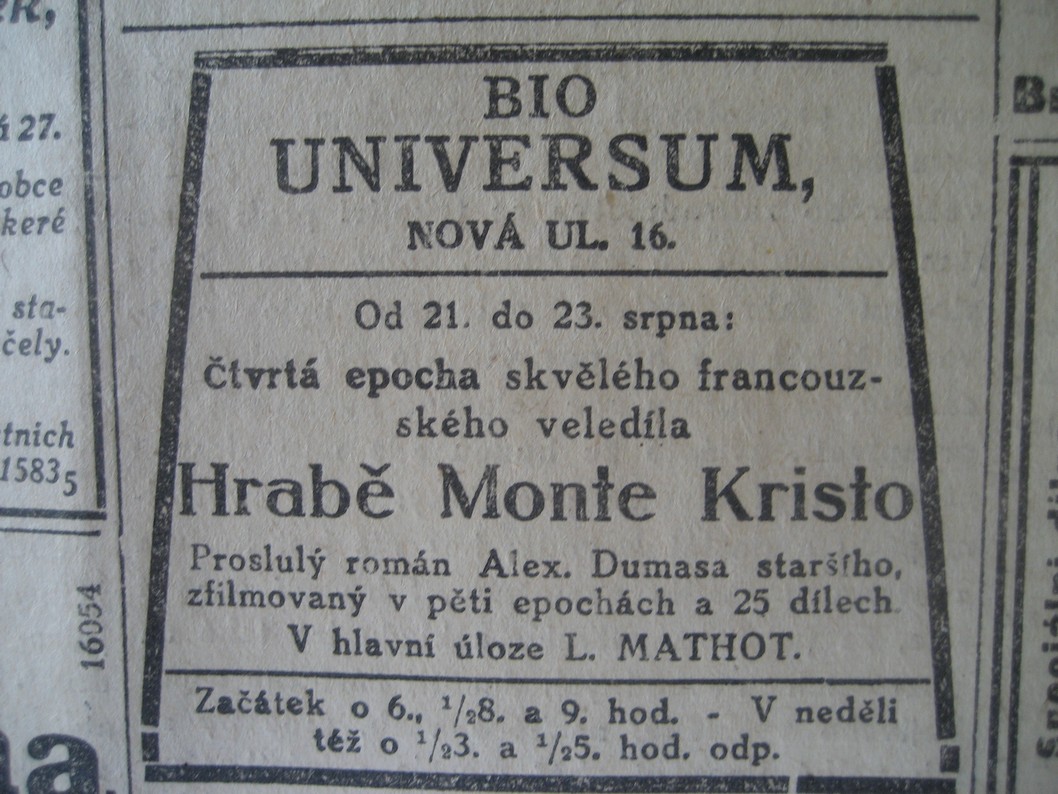 ek,
á 27.
obce
keré
sta-
čely.
tních
15835
16054
BIO
UNIVERSUM,
NOVÁ UL. 16.
Od 21. do 23. srpna:
Čtvrtá epocha skvělého francouz-
ského veledíla
Hrabě Monte Kristo
Proslulý román Alex. Dumasa staršího,
zfilmovaný v pěti epochách a 25 dílech.
V hlavní úloze L. MATHOT.
Začátek o 6., 1/28. a 9. hod. - V neděli
též o 1/23. a 1/25. hod. odp.